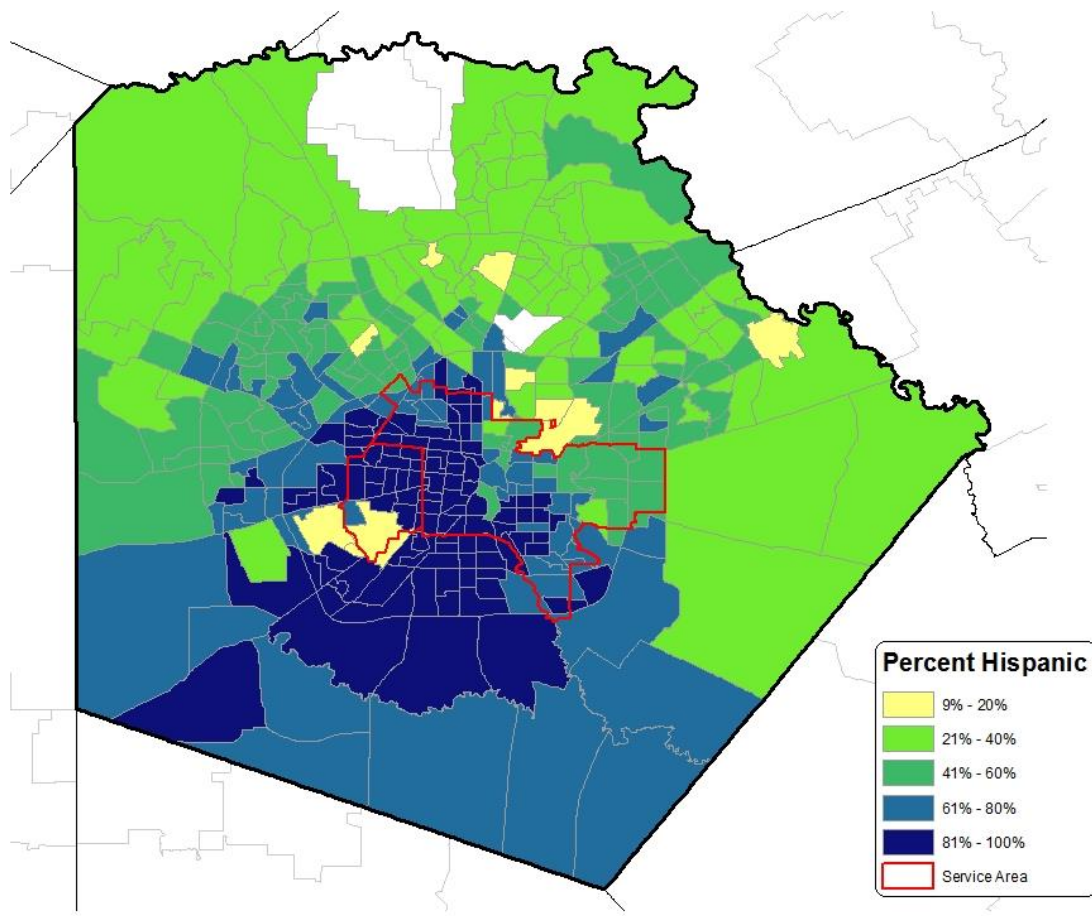 Percent Hispanic
9% - 20%
21% - 40%
41% - 60%
61% - 80%
81% - 100%
Service Area